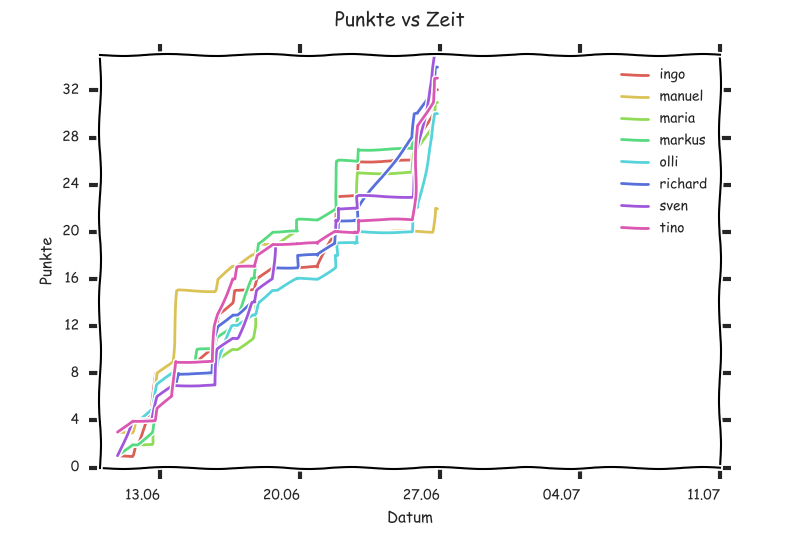 Punkte vs Zeit
32
28
24
20
16
12
8
4
0
Punkte
13.06
20.06
27.06
04.07
11.07
Datum
ingo
manuel
maria
markus
olli
richard
sven
tino